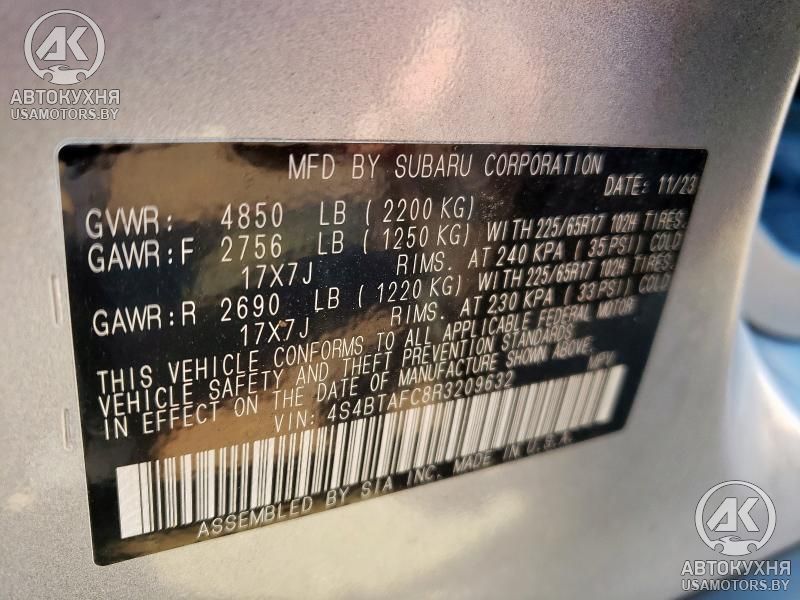 АК
АВТОКУХНЯ
USAMOTORS.BY
MFD BY SUBARU CORPORATION
DATE: 11/23
GVWR: 4850 LB (2200 KG)
GAWR:F 2756 LB (1250 KG) WITH 225/65R17 102H TIRES.
17X7J RIMS. AT 240 KPA (35 PSI) COLD
GAWR:R 2690 LB (1220 KG) WITH 225/65R17 102H TIRES.
17X7J RIMS. AT 230 KPA (33 PSI) COLD
THIS VEHICLE CONFORMS TO ALL APPLICABLE FEDERAL MOTOR
VEHICLE SAFETY AND THEFT PREVENTION STANDARDS
IN EFFECT ON THE DATE OF MANUFACTURE SHOWN ABOVE.
VIN: 4S4BTAFC8R3209632 MPV
ASSEMBLED BY SIA INC. MADE IN U.S.A.
АК
АВТОКУХНЯ
USAMOTORS.BY